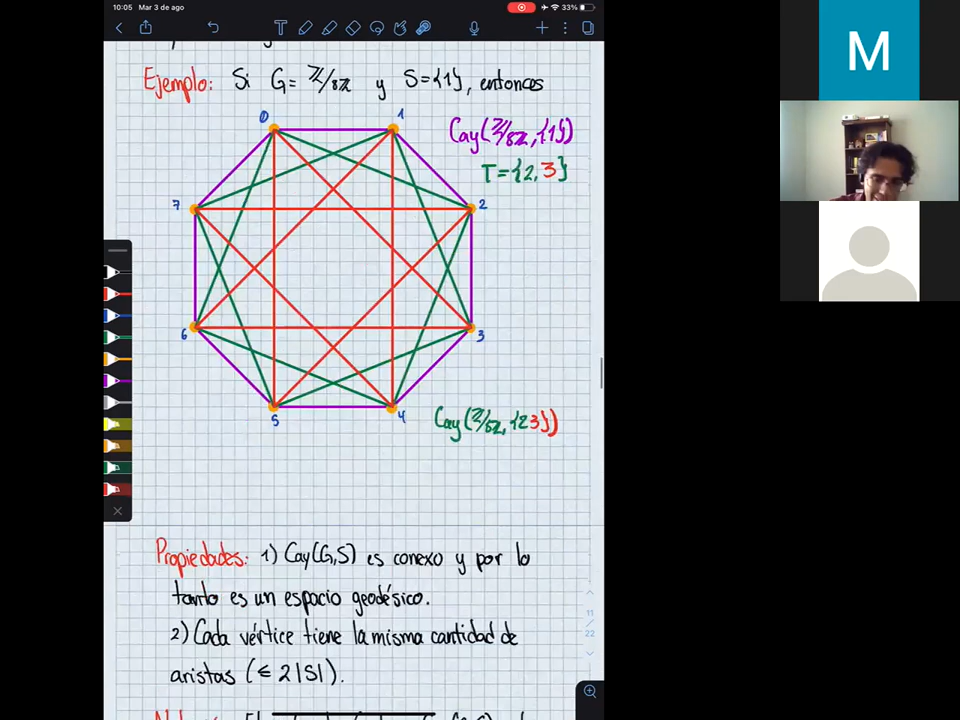 10:05 Mar 3 de ago
33%
Ejemplo: Si G= ℤ/8ℤ y S={1}, entonces
0
1
Cay(ℤ/8ℤ,{1})
T={2,3}
7
2
6
3
5
4
Cay(ℤ/8ℤ,{2 3})
Propiedades: 1) Cay(G,S) es conexo y por lo
tanto es un espacio geodésico.
11
/
22
2) Cada vértice tiene la misma cantidad de
aristas (≤ 2|S|).
M